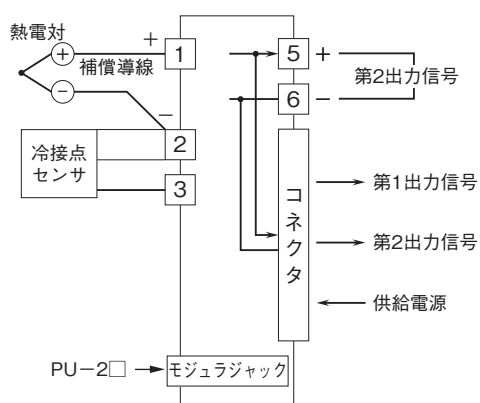 熱電対
+
+
補償導線
−
−
1
2
3
冷接点
センサ
5
+
6
−
第2出力信号
コネクタ
第1出力信号
第2出力信号
供給電源
PU−2□
モジュラジャック